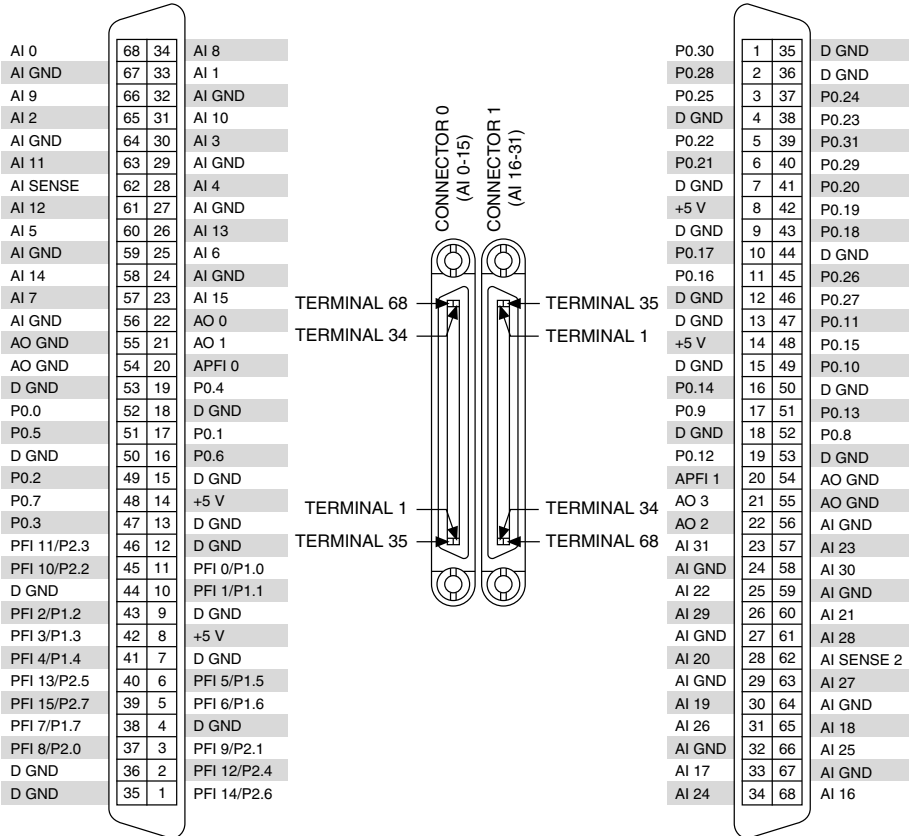 AI 0 68 34 AI 8
AI GND 67 33 AI 1
AI 9 66 32 AI GND
AI 2 65 31 AI 10
AI GND 64 30 AI 3
AI 11 63 29 AI GND
AI SENSE 62 28 AI 4
AI 12 61 27 AI GND
AI 5 60 26 AI 13
AI GND 59 25 AI 6
AI 14 58 24 AI GND
AI 7 57 23 AI 15
AI GND 56 22 AO 0
AO GND 55 21 AO 1
AO GND 54 20 APFI 0
D GND 53 19 P0.4
P0.0 52 18 D GND
P0.5 51 17 P0.1
D GND 50 16 P0.6
P0.2 49 15 D GND
P0.7 48 14 +5 V
P0.3 47 13 D GND
PFI 11/P2.3 46 12 D GND
PFI 10/P2.2 45 11 PFI 0/P1.0
D GND 44 10 PFI 1/P1.1
PFI 2/P1.2 43 9 D GND
PFI 3/P1.3 42 8 +5 V
PFI 4/P1.4 41 7 D GND
PFI 13/P2.5 40 6 PFI 5/P1.5
PFI 15/P2.7 39 5 PFI 6/P1.6
PFI 7/P1.7 38 4 D GND
PFI 8/P2.0 37 3 PFI 9/P2.1
D GND 36 2 PFI 12/P2.4
D GND 35 1 PFI 14/P2.6
CONNECTOR 0
(AI 0-15)
CONNECTOR 1
(AI 16-31)
TERMINAL 68
TERMINAL 34
TERMINAL 35
TERMINAL 1
TERMINAL 1
TERMINAL 35
TERMINAL 34
TERMINAL 68
P0.30 1 35 D GND
P0.28 2 36 D GND
P0.25 3 37 P0.24
D GND 4 38 P0.23
P0.22 5 39 P0.31
P0.21 6 40 P0.29
D GND 7 41 P0.20
+5 V 8 42 P0.19
D GND 9 43 P0.18
P0.17 10 44 D GND
P0.16 11 45 P0.26
D GND 12 46 P0.27
D GND 13 47 P0.11
+5 V 14 48 P0.15
D GND 15 49 P0.10
P0.14 16 50 D GND
P0.9 17 51 P0.13
D GND 18 52 P0.8
P0.12 19 53 D GND
APFI 1 20 54 AO GND
AO 3 21 55 AO GND
AO 2 22 56 AI GND
AI 31 23 57 AI 23
AI GND 24 58 AI 30
AI 22 25 59 AI GND
AI 29 26 60 AI 21
AI GND 27 61 AI 28
AI 20 28 62 AI SENSE 2
AI GND 29 63 AI 27
AI 19 30 64 AI GND
AI 26 31 65 AI 18
AI GND 32 66 AI 25
AI 17 33 67 AI GND
AI 24 34 68 AI 16